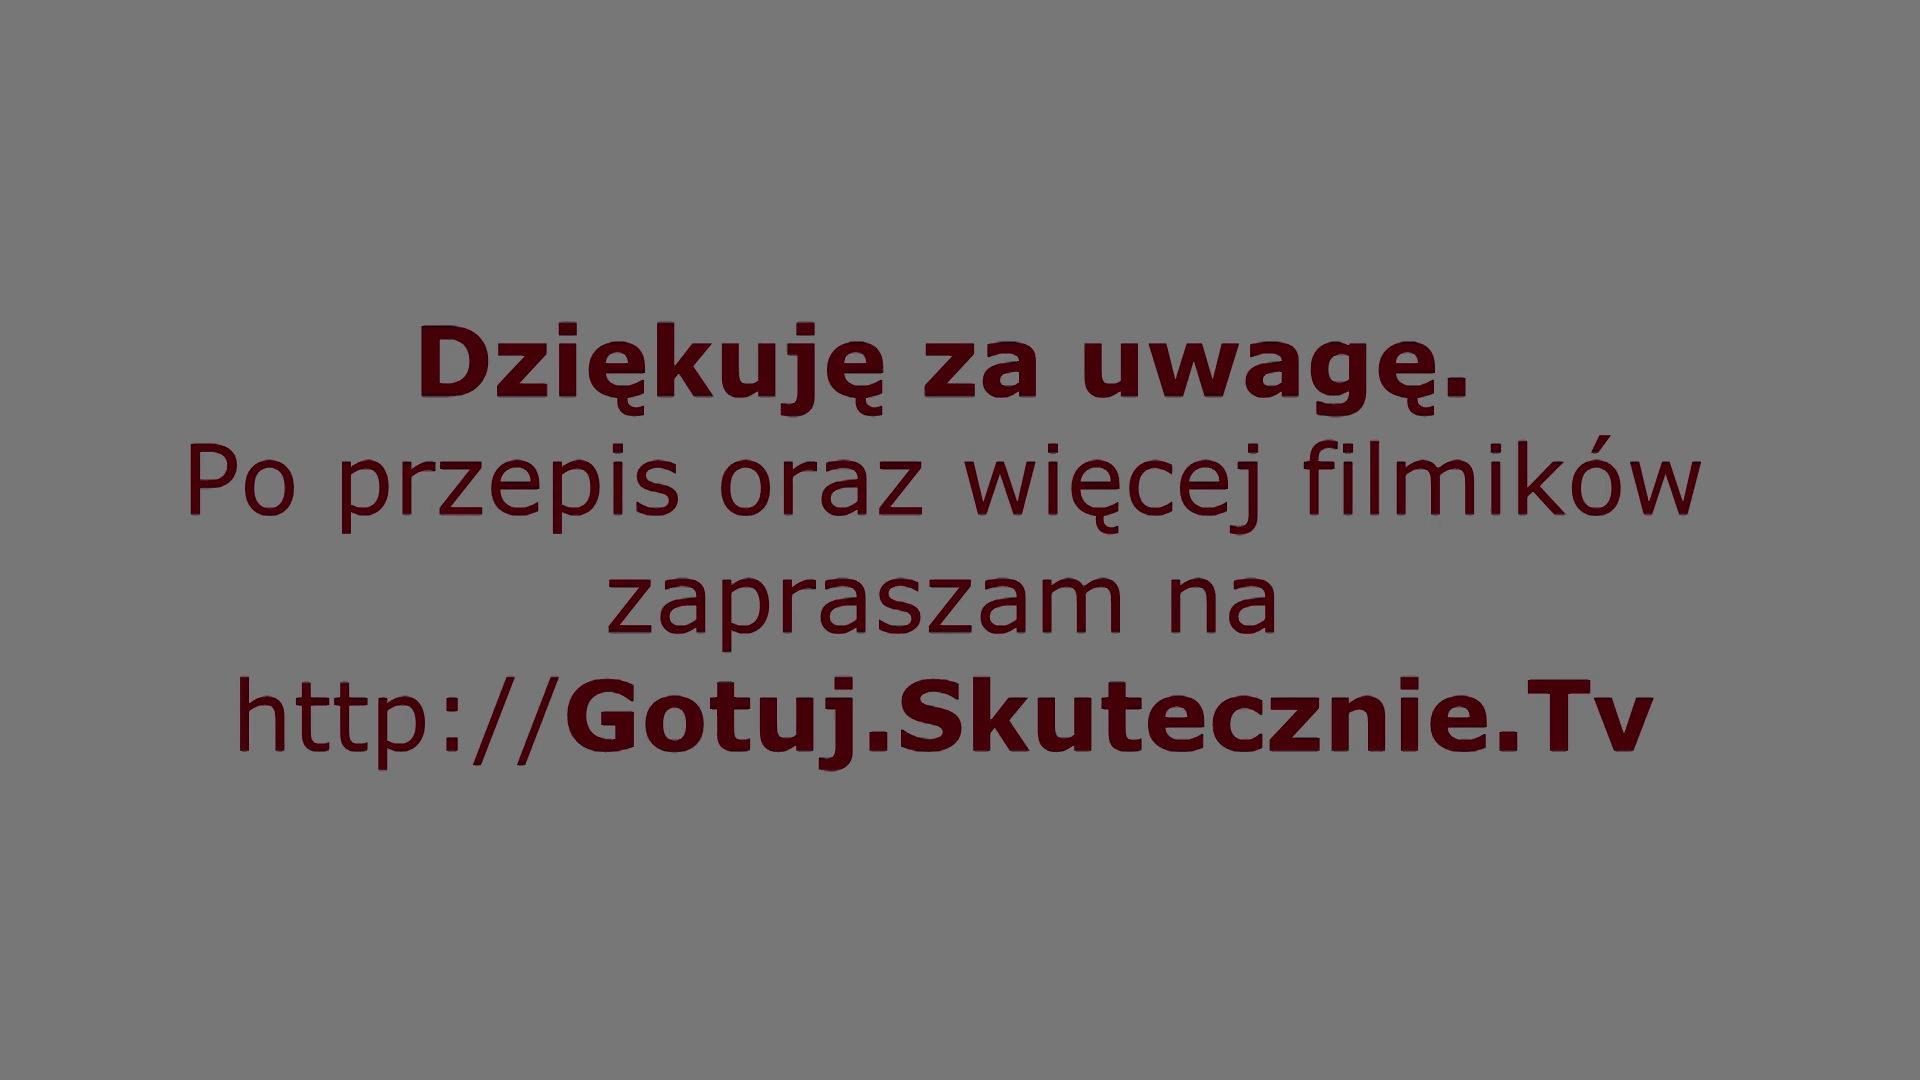 Dziękuję za uwagę.
Po przepis oraz więcej filmików
zapraszam na
http://Gotuj.Skutecznie.Tv